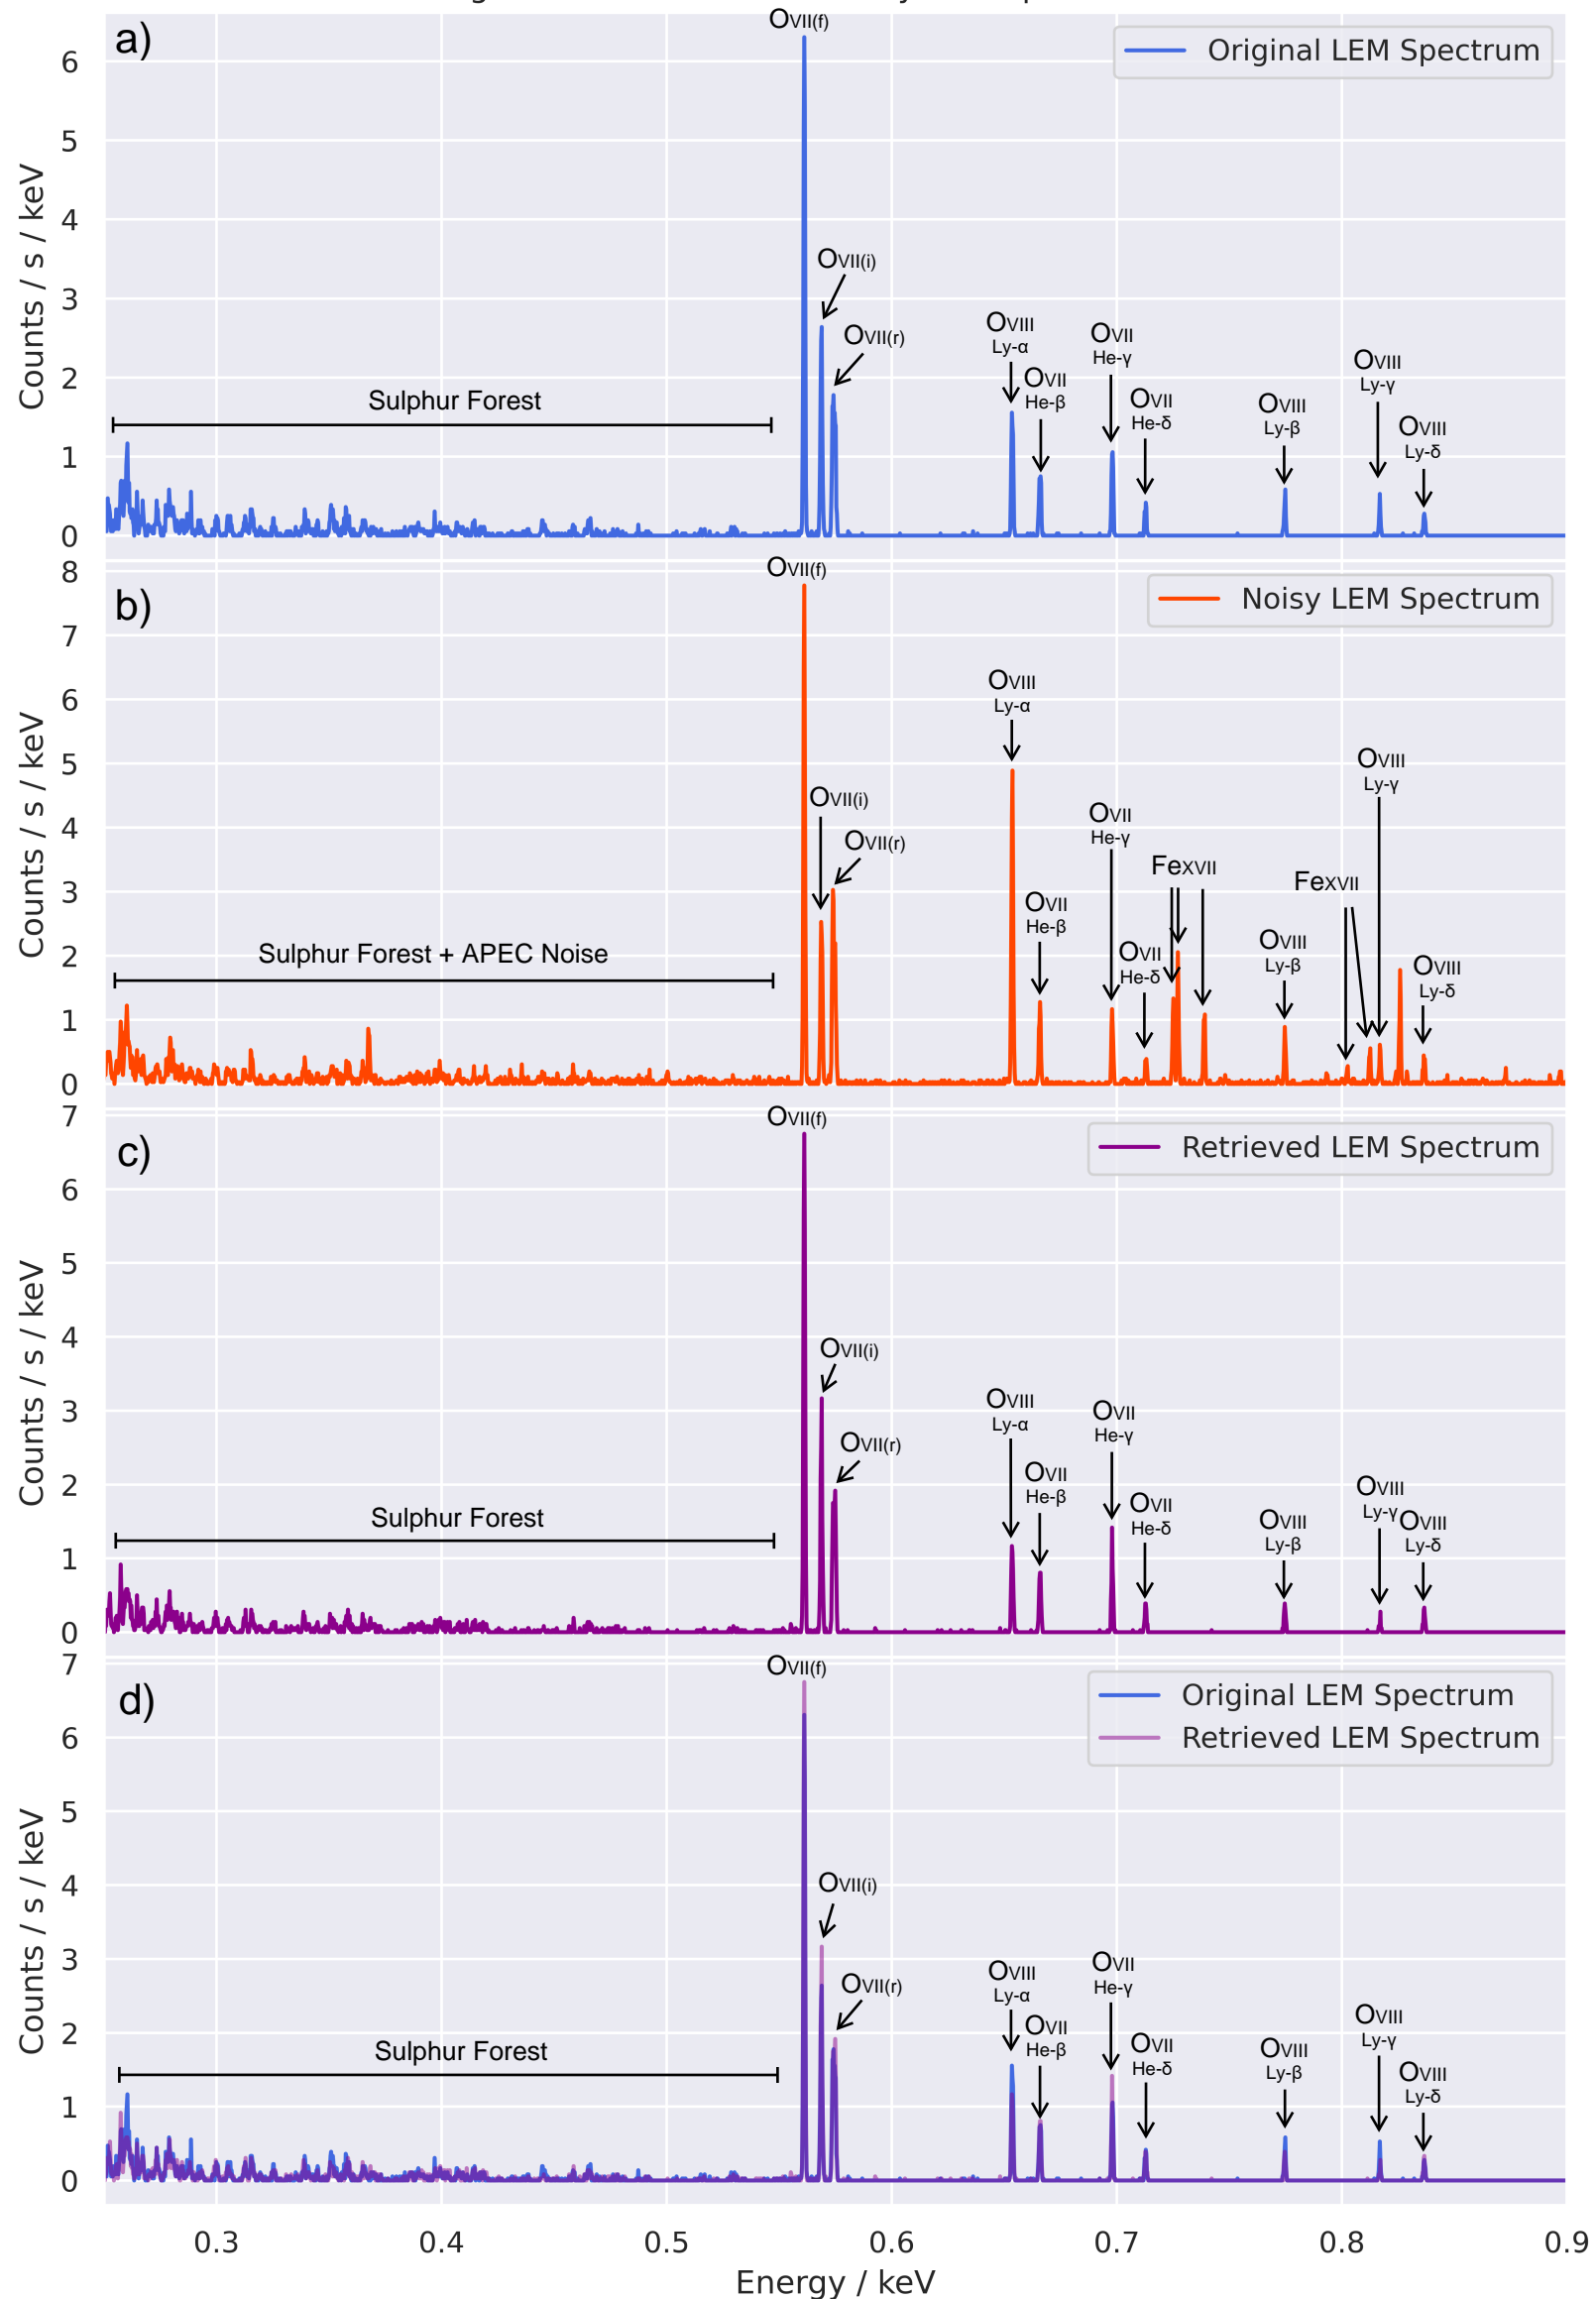 a)
OVII(f)
Original LEM Spectrum
6
5
4
3
2
1
0
Counts / s / keV
OVII(i)
OVII(r)
Sulphur Forest
OVIII
Ly-α
OVII
He-β
OVII
He-γ
OVII
He-δ
OVIII
Ly-β
OVIII
Ly-γ
OVIII
Ly-δ
b)
OVII(f)
Noisy LEM Spectrum
8
7
6
5
4
3
2
1
0
Counts / s / keV
OVII(i)
OVII(r)
Sulphur Forest + APEC Noise
OVIII
Ly-α
OVII
He-β
OVII
He-γ
OVII
He-δ
FeXVII
OVIII
Ly-β
FeXVII
OVIII
Ly-γ
OVIII
Ly-δ
c)
OVII(f)
Retrieved LEM Spectrum
7
6
5
4
3
2
1
0
Counts / s / keV
OVII(i)
OVII(r)
Sulphur Forest
OVIII
Ly-α
OVII
He-β
OVII
He-γ
OVII
He-δ
OVIII
Ly-β
OVIII
Ly-γ
OVIII
Ly-δ
d)
OVII(f)
Original LEM Spectrum
Retrieved LEM Spectrum
7
6
5
4
3
2
1
0
Counts / s / keV
OVII(i)
OVII(r)
Sulphur Forest
OVIII
Ly-α
OVII
He-β
OVII
He-γ
OVII
He-δ
OVIII
Ly-β
OVIII
Ly-γ
OVIII
Ly-δ
0.3 0.4 0.5 0.6 0.7 0.8 0.9
Energy / keV